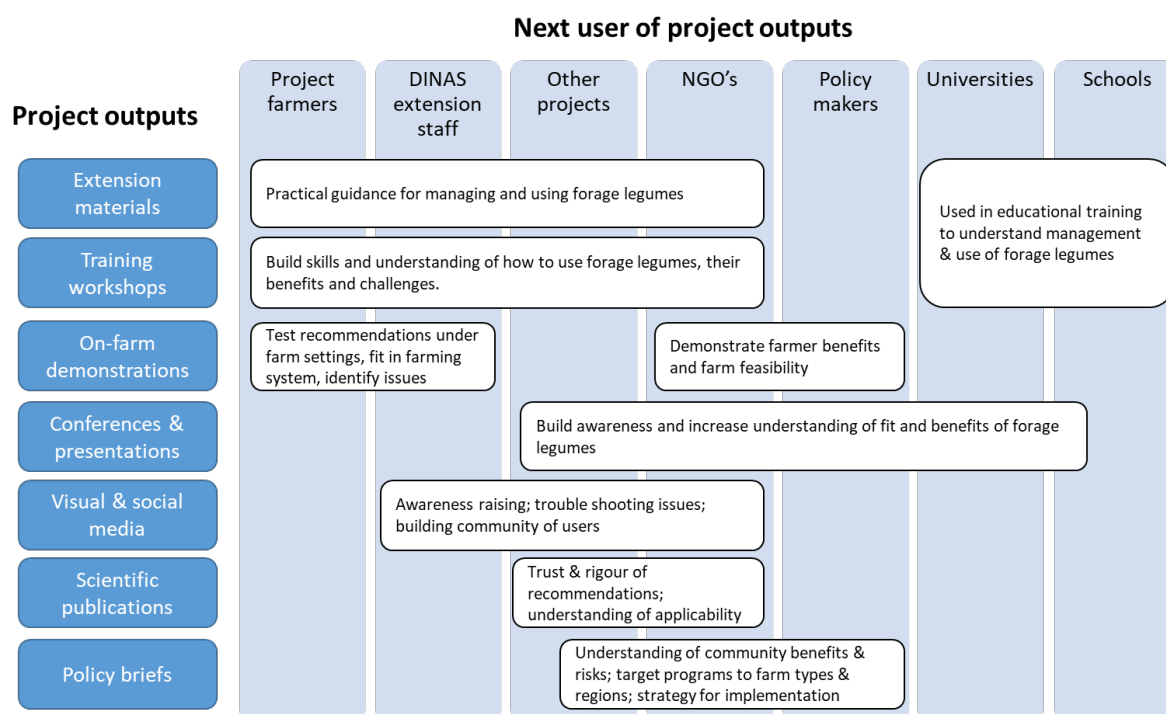 Next user of project outputs
Project outputs
Project
farmers
DINAS
extension
staff
Other
projects
NGO's
Policy
makers
Universities
Schools
Extension
materials
Practical guidance for managing and using forage legumes
Used in educational training
to understand management
& use of forage legumes
Training
workshops
Build skills and understanding of how to use forage legumes, their
benefits and challenges.
On-farm
demonstrations
Test recommendations under
farm settings, fit in farming
system, identify issues
Demonstrate farmer benefits
and farm feasibility
Conferences &
presentations
Build awareness and increase understanding of fit and benefits of forage
legumes
Visual & social
media
Awareness raising; trouble shooting issues;
building community of users
Scientific
publications
Trust & rigour of
recommendations;
understanding of applicability
Policy briefs
Understanding of community benefits &
risks; target programs to farm types &
regions; strategy for implementation